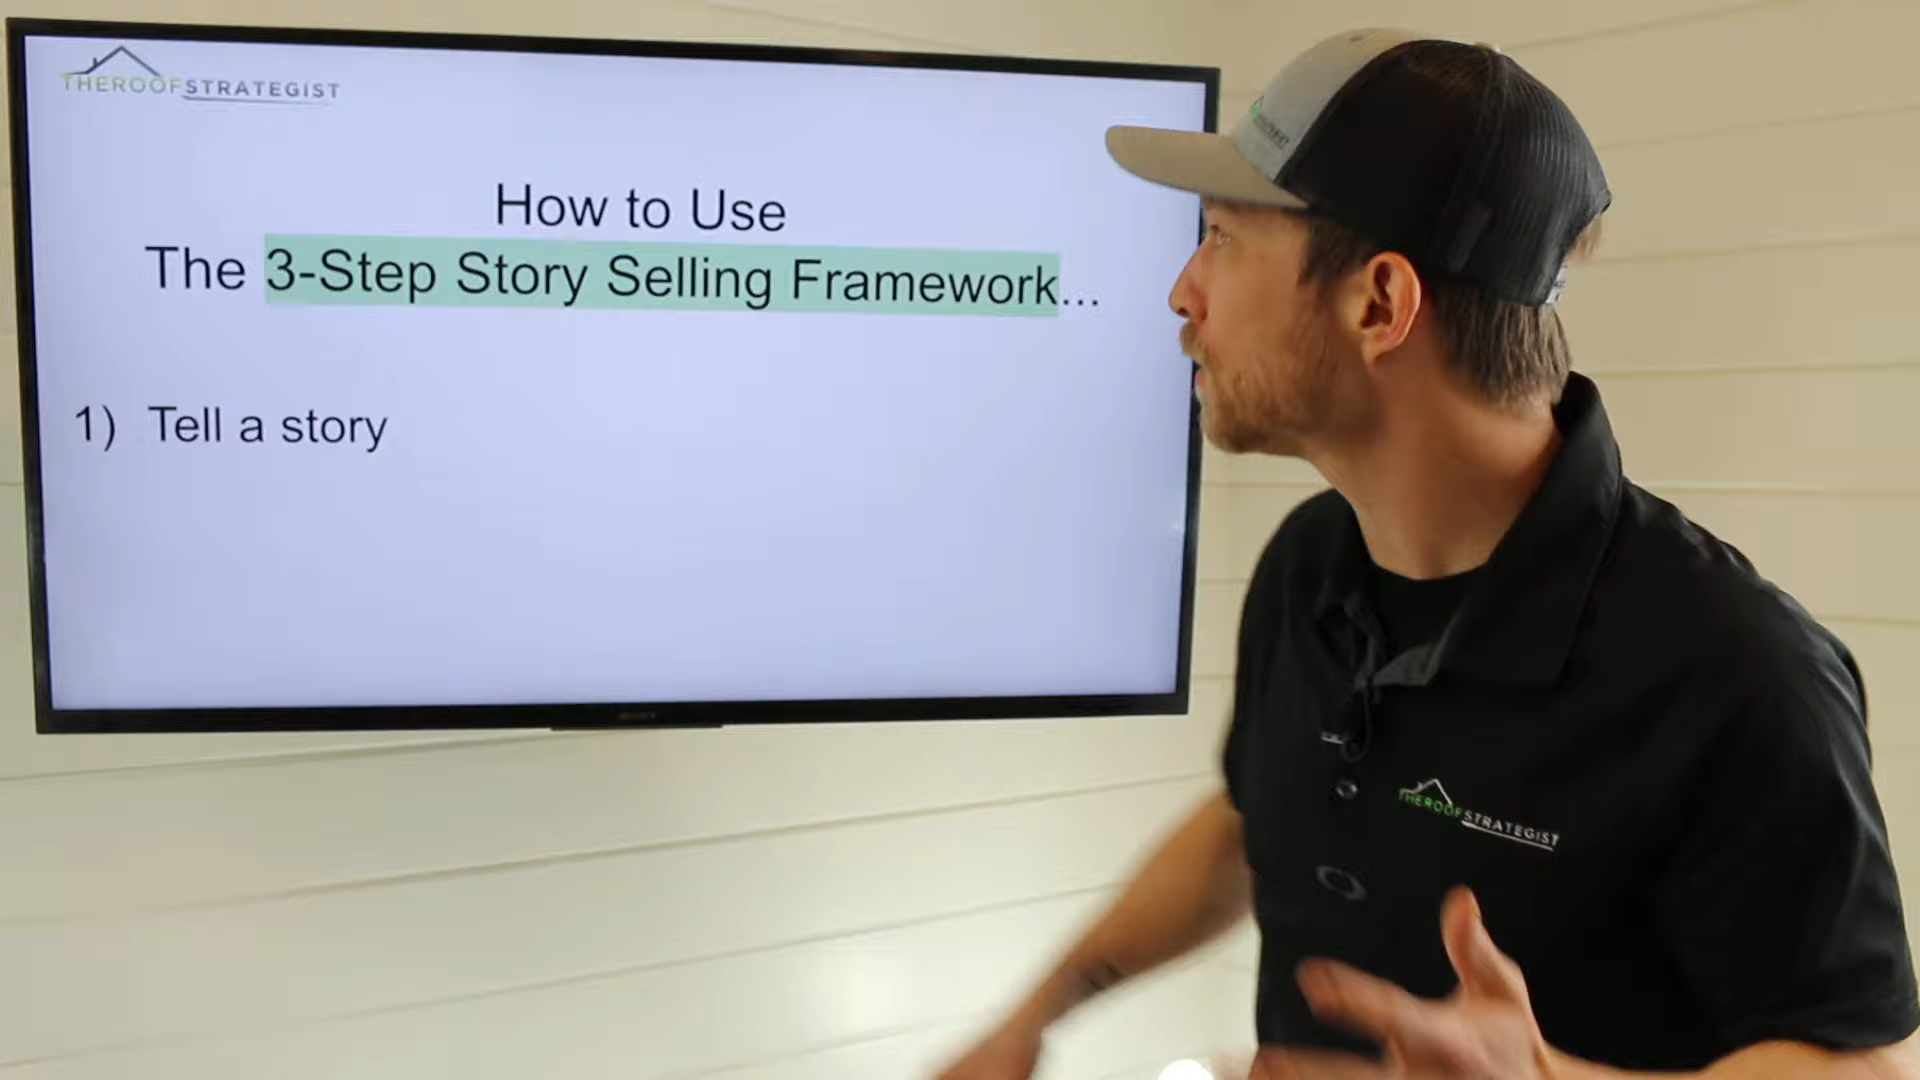 THEROOFSTRATEGIST
How to Use
The 3-Step Story Selling Framework...
1) Tell a story
THEROOFSTRATEGIST